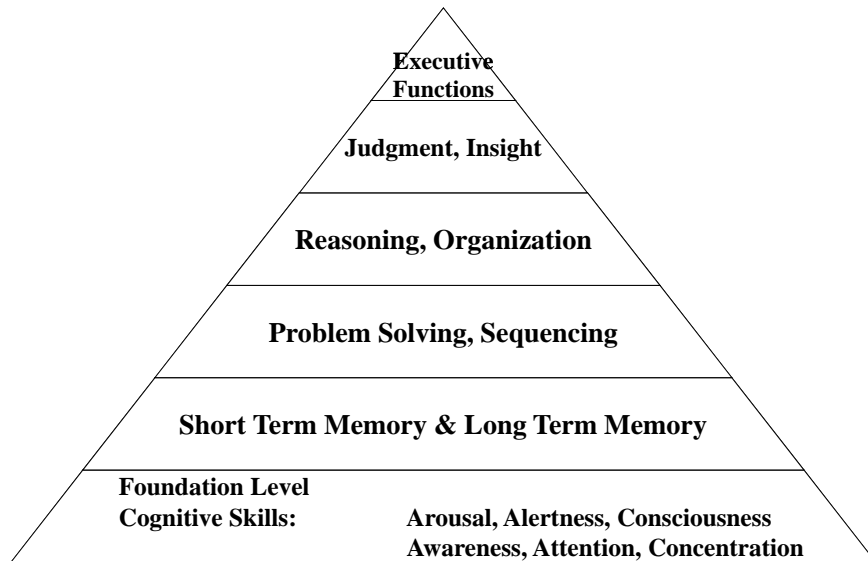 Executive
Functions
Judgment, Insight
Reasoning, Organization
Problem Solving, Sequencing
Short Term Memory & Long Term Memory
Foundation Level
Cognitive Skills: Arousal, Alertness, Consciousness
Awareness, Attention, Concentration